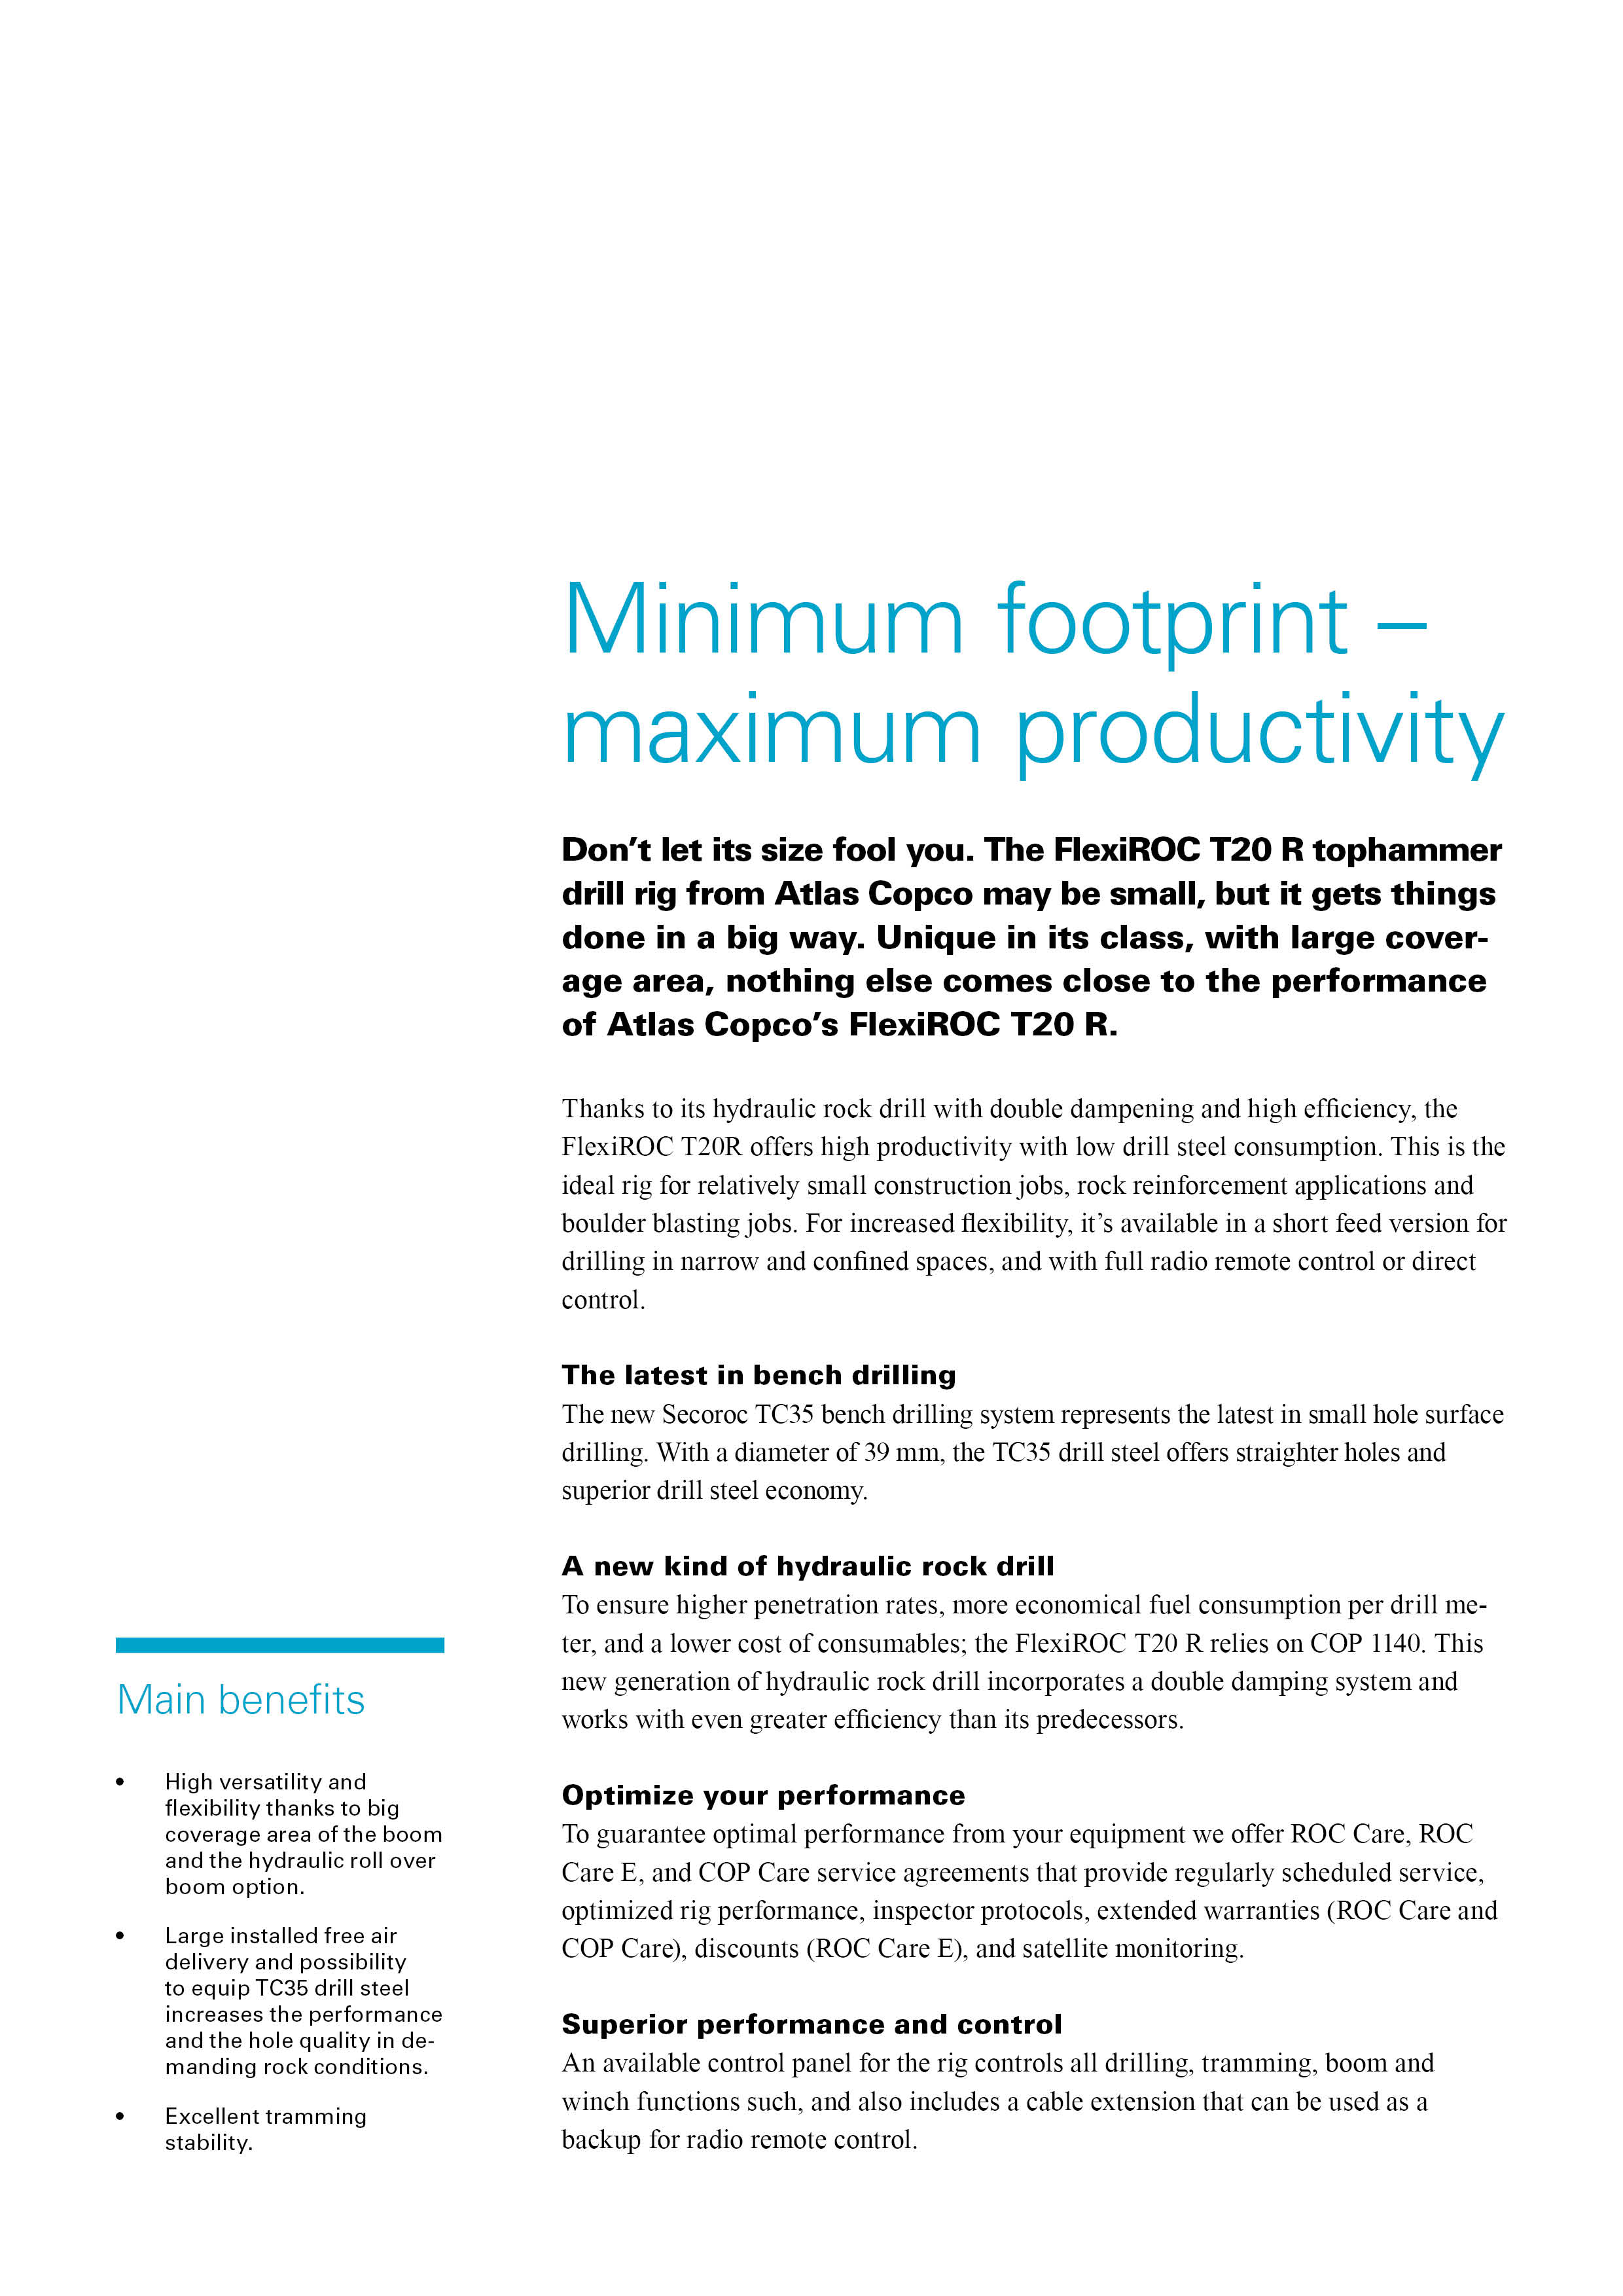 Minimum footprint –
maximum productivity
Don’t let its size fool you. The FlexiROC T20 R tophammer
drill rig from Atlas Copco may be small, but it gets things
done in a big way. Unique in its class, with large cover-
age area, nothing else comes close to the performance
of Atlas Copco’s FlexiROC T20 R.
Thanks to its hydraulic rock drill with double dampening and high efficiency, the
FlexiROC T20R offers high productivity with low drill steel consumption. This is the
ideal rig for relatively small construction jobs, rock reinforcement applications and
boulder blasting jobs. For increased flexibility, it’s available in a short feed version for
drilling in narrow and confined spaces, and with full radio remote control or direct
control.
The latest in bench drilling
The new Secoroc TC35 bench drilling system represents the latest in small hole surface
drilling. With a diameter of 39 mm, the TC35 drill steel offers straighter holes and
superior drill steel economy.
A new kind of hydraulic rock drill
To ensure higher penetration rates, more economical fuel consumption per drill me-
ter, and a lower cost of consumables; the FlexiROC T20 R relies on COP 1140. This
new generation of hydraulic rock drill incorporates a double damping system and
works with even greater efficiency than its predecessors.
Optimize your performance
To guarantee optimal performance from your equipment we offer ROC Care, ROC
Care E, and COP Care service agreements that provide regularly scheduled service,
optimized rig performance, inspector protocols, extended warranties (ROC Care and
COP Care), discounts (ROC Care E), and satellite monitoring.
Superior performance and control
An available control panel for the rig controls all drilling, tramming, boom and
winch functions such, and also includes a cable extension that can be used as a
backup for radio remote control.
Main benefits
• High versatility and
flexibility thanks to big
coverage area of the boom
and the hydraulic roll over
boom option.
• Large installed free air
delivery and possibility
to equip TC35 drill steel
increases the performance
and the hole quality in de-
manding rock conditions.
• Excellent tramming
stability.